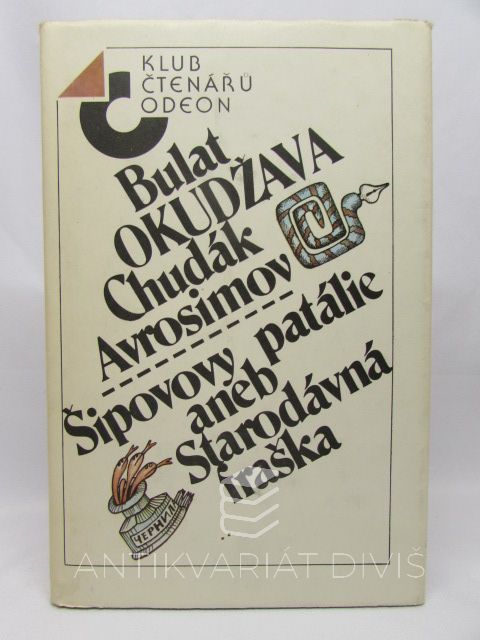 KLUB
ČTENÁŘŮ
ODEON
Bulat
OKUDŽAVA
Chudák
Avrosimov
Šipovovy patálie
aneb
Starodávná
fraška
ЧЕРНИЛА
ANTIKVARIÁT DIVIŠ